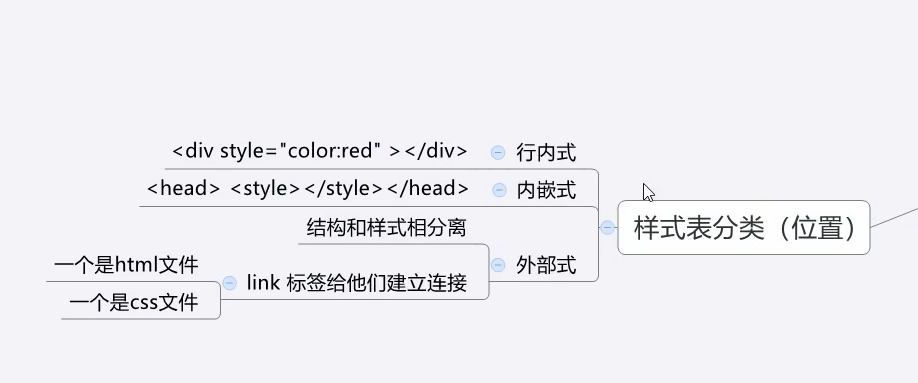 <div style="color:red" ></div>
行内式
<head> <style></style></head>
内嵌式
样式表分类（位置）
结构和样式相分离
外部式
一个是html文件
link 标签给他们建立连接
一个是css文件